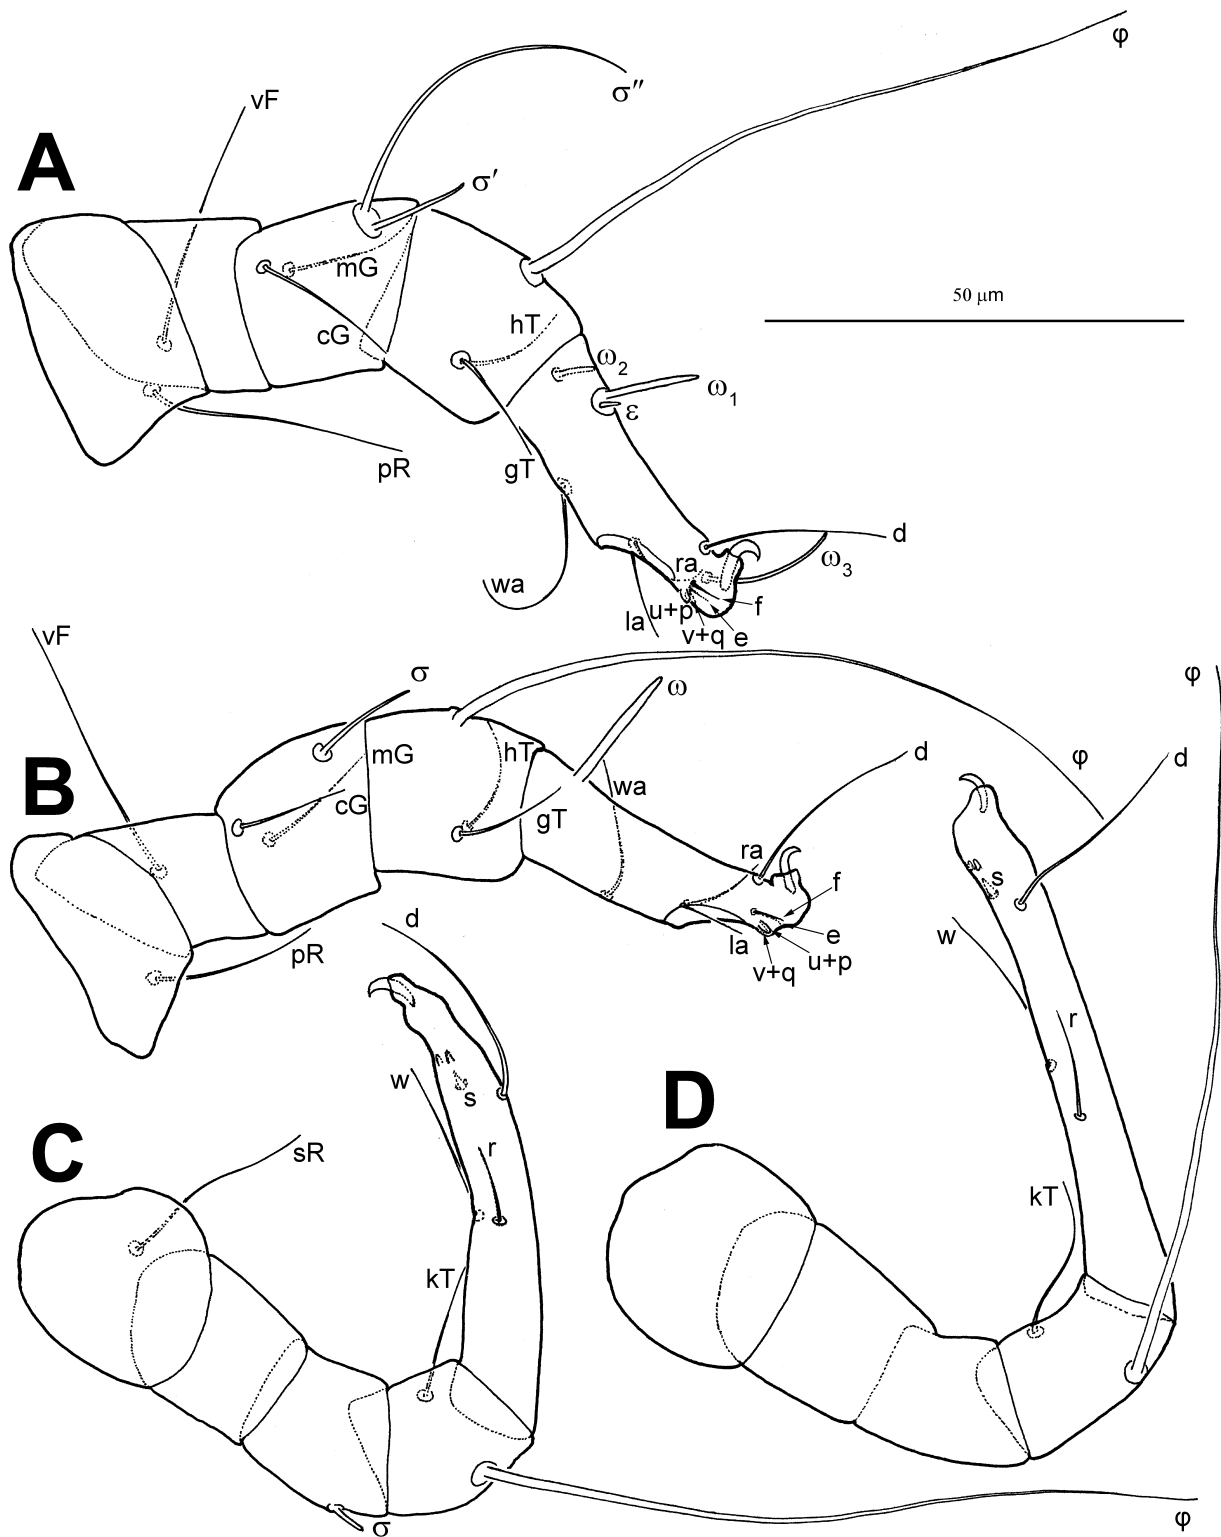 A
vF
σ″
φ
σ′
mG
cG
hT
50 μm
ω2
ω1
ε
pR
gT
wa
d
ω3
ra
la
u+p
f
v+q
e
B
vF
σ
ω
φ
mG
hT
cG
gT
wa
d
ra
f
e
la
u+p
v+q
pR
C
d
w
s
r
sR
kT
σ
φ
D
φ
d
s
w
r
kT